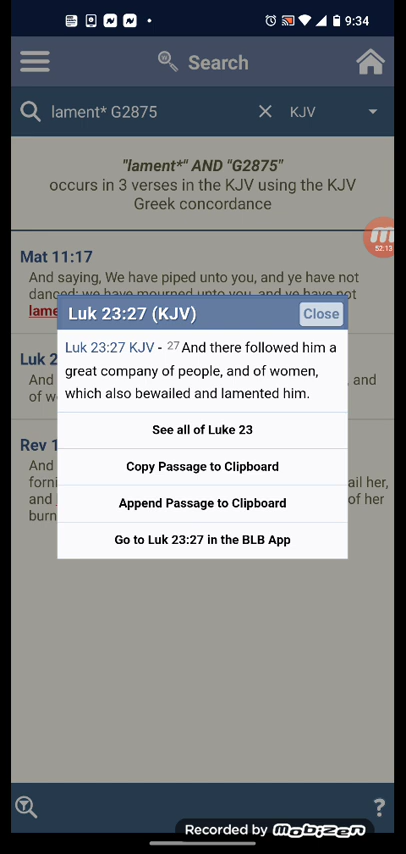 9:34
Search
lament* G2875
KJV
"lament*" AND "G2875"
occurs in 3 verses in the KJV using the KJV
Greek concordance
52:13
Mat 11:17
And saying, We have piped unto you, and ye have not
danced; we have mourned unto you, and ye have not
lame
Luk 23:27 (KJV)
Close
Luk 23:27 KJV - 27 And there followed him a
great company of people, and of women,
which also bewailed and lamented him.
See all of Luke 23
Copy Passage to Clipboard
Append Passage to Clipboard
Go to Luk 23:27 in the BLB App
Luk 2
And , and
of w
Rev 1
And
forni ail her,
and of her
burn
?
Recorded by Mobizen